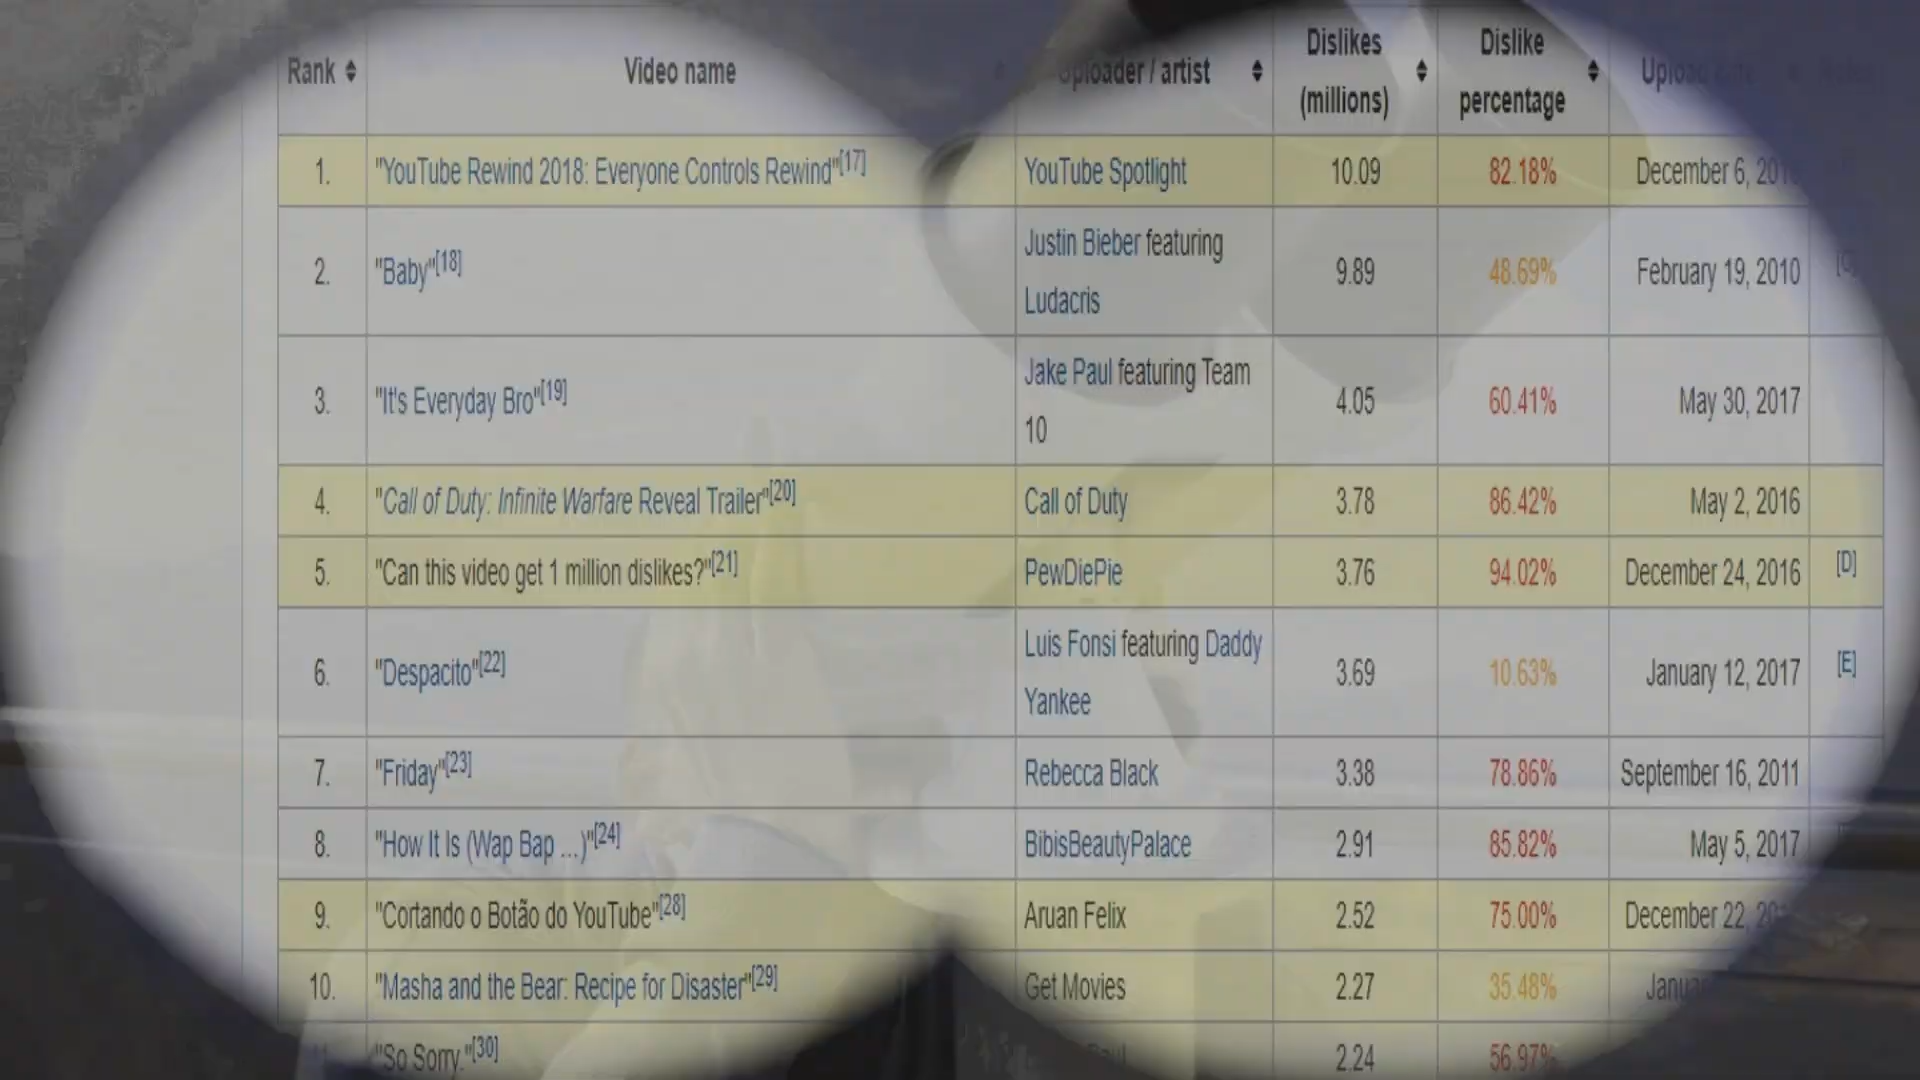 Rank Video name Uploader / artist Dislikes (millions) Dislike percentage Upload
1. "YouTube Rewind 2018: Everyone Controls Rewind"[17] YouTube Spotlight 10.09 82.18% December 6,
2. "Baby"[18] Justin Bieber featuring Ludacris 9.89 48.69% February 19, 2010
3. "It's Everyday Bro"[19] Jake Paul featuring Team 10 4.05 60.41% May 30, 2017
4. "Call of Duty: Infinite Warfare Reveal Trailer"[20] Call of Duty 3.78 86.42% May 2, 2016
5. "Can this video get 1 million dislikes?"[21] PewDiePie 3.76 94.02% December 24, 2016 [D]
6. "Despacito"[22] Luis Fonsi featuring Daddy Yankee 3.69 10.63% January 12, 2017 [E]
7. "Friday"[23] Rebecca Black 3.38 78.86% September 16, 2011
8. "How It Is (Wap Bap ...)"[24] BibisBeautyPalace 2.91 85.82% May 5, 2017
9. "Cortando o Botão do YouTube"[28] Aruan Felix 2.52 75.00% December 22,
10. "Masha and the Bear: Recipe for Disaster"[29] Get Movies 2.27 35.48%
"So Sorry."[30] 2.24 56.97%